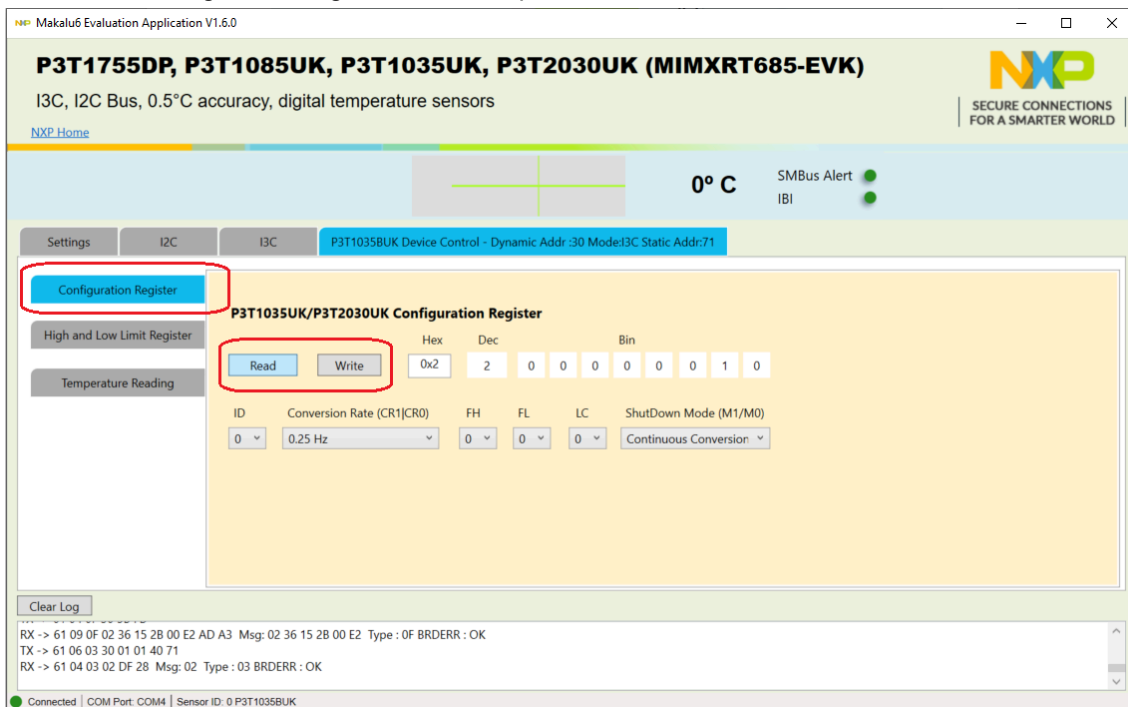 Makalu6 Evaluation Application V1.6.0
P3T1755DP, P3T1085UK, P3T1035UK, P3T2030UK (MIMXRT685-EVK)
I3C, I2C Bus, 0.5°C accuracy, digital temperature sensors
NXP Home
NXP
SECURE CONNECTIONS
FOR A SMARTER WORLD
0º C
SMBus Alert
IBI
Settings I2C I3C P3T1035BUK Device Control - Dynamic Addr :30 Mode:I3C Static Addr:71
Configuration Register
High and Low Limit Register
Temperature Reading
P3T1035UK/P3T2030UK Configuration Register
Hex Dec Bin
Read Write 0x2 2 0 0 0 0 0 0 1 0
ID Conversion Rate (CR1|CR0) FH FL LC ShutDown Mode (M1/M0)
0 0.25 Hz 0 0 0 Continuous Conversion
Clear Log
RX -> 61 09 0F 02 36 15 2B 00 E2 AD A3 Msg: 02 36 15 2B 00 E2 Type : 0F BRDERR : OK
TX -> 61 06 03 30 01 01 40 71
RX -> 61 04 03 02 DF 28 Msg: 02 Type : 03 BRDERR : OK
Connected COM Port: COM4 Sensor ID: 0 P3T1035BUK